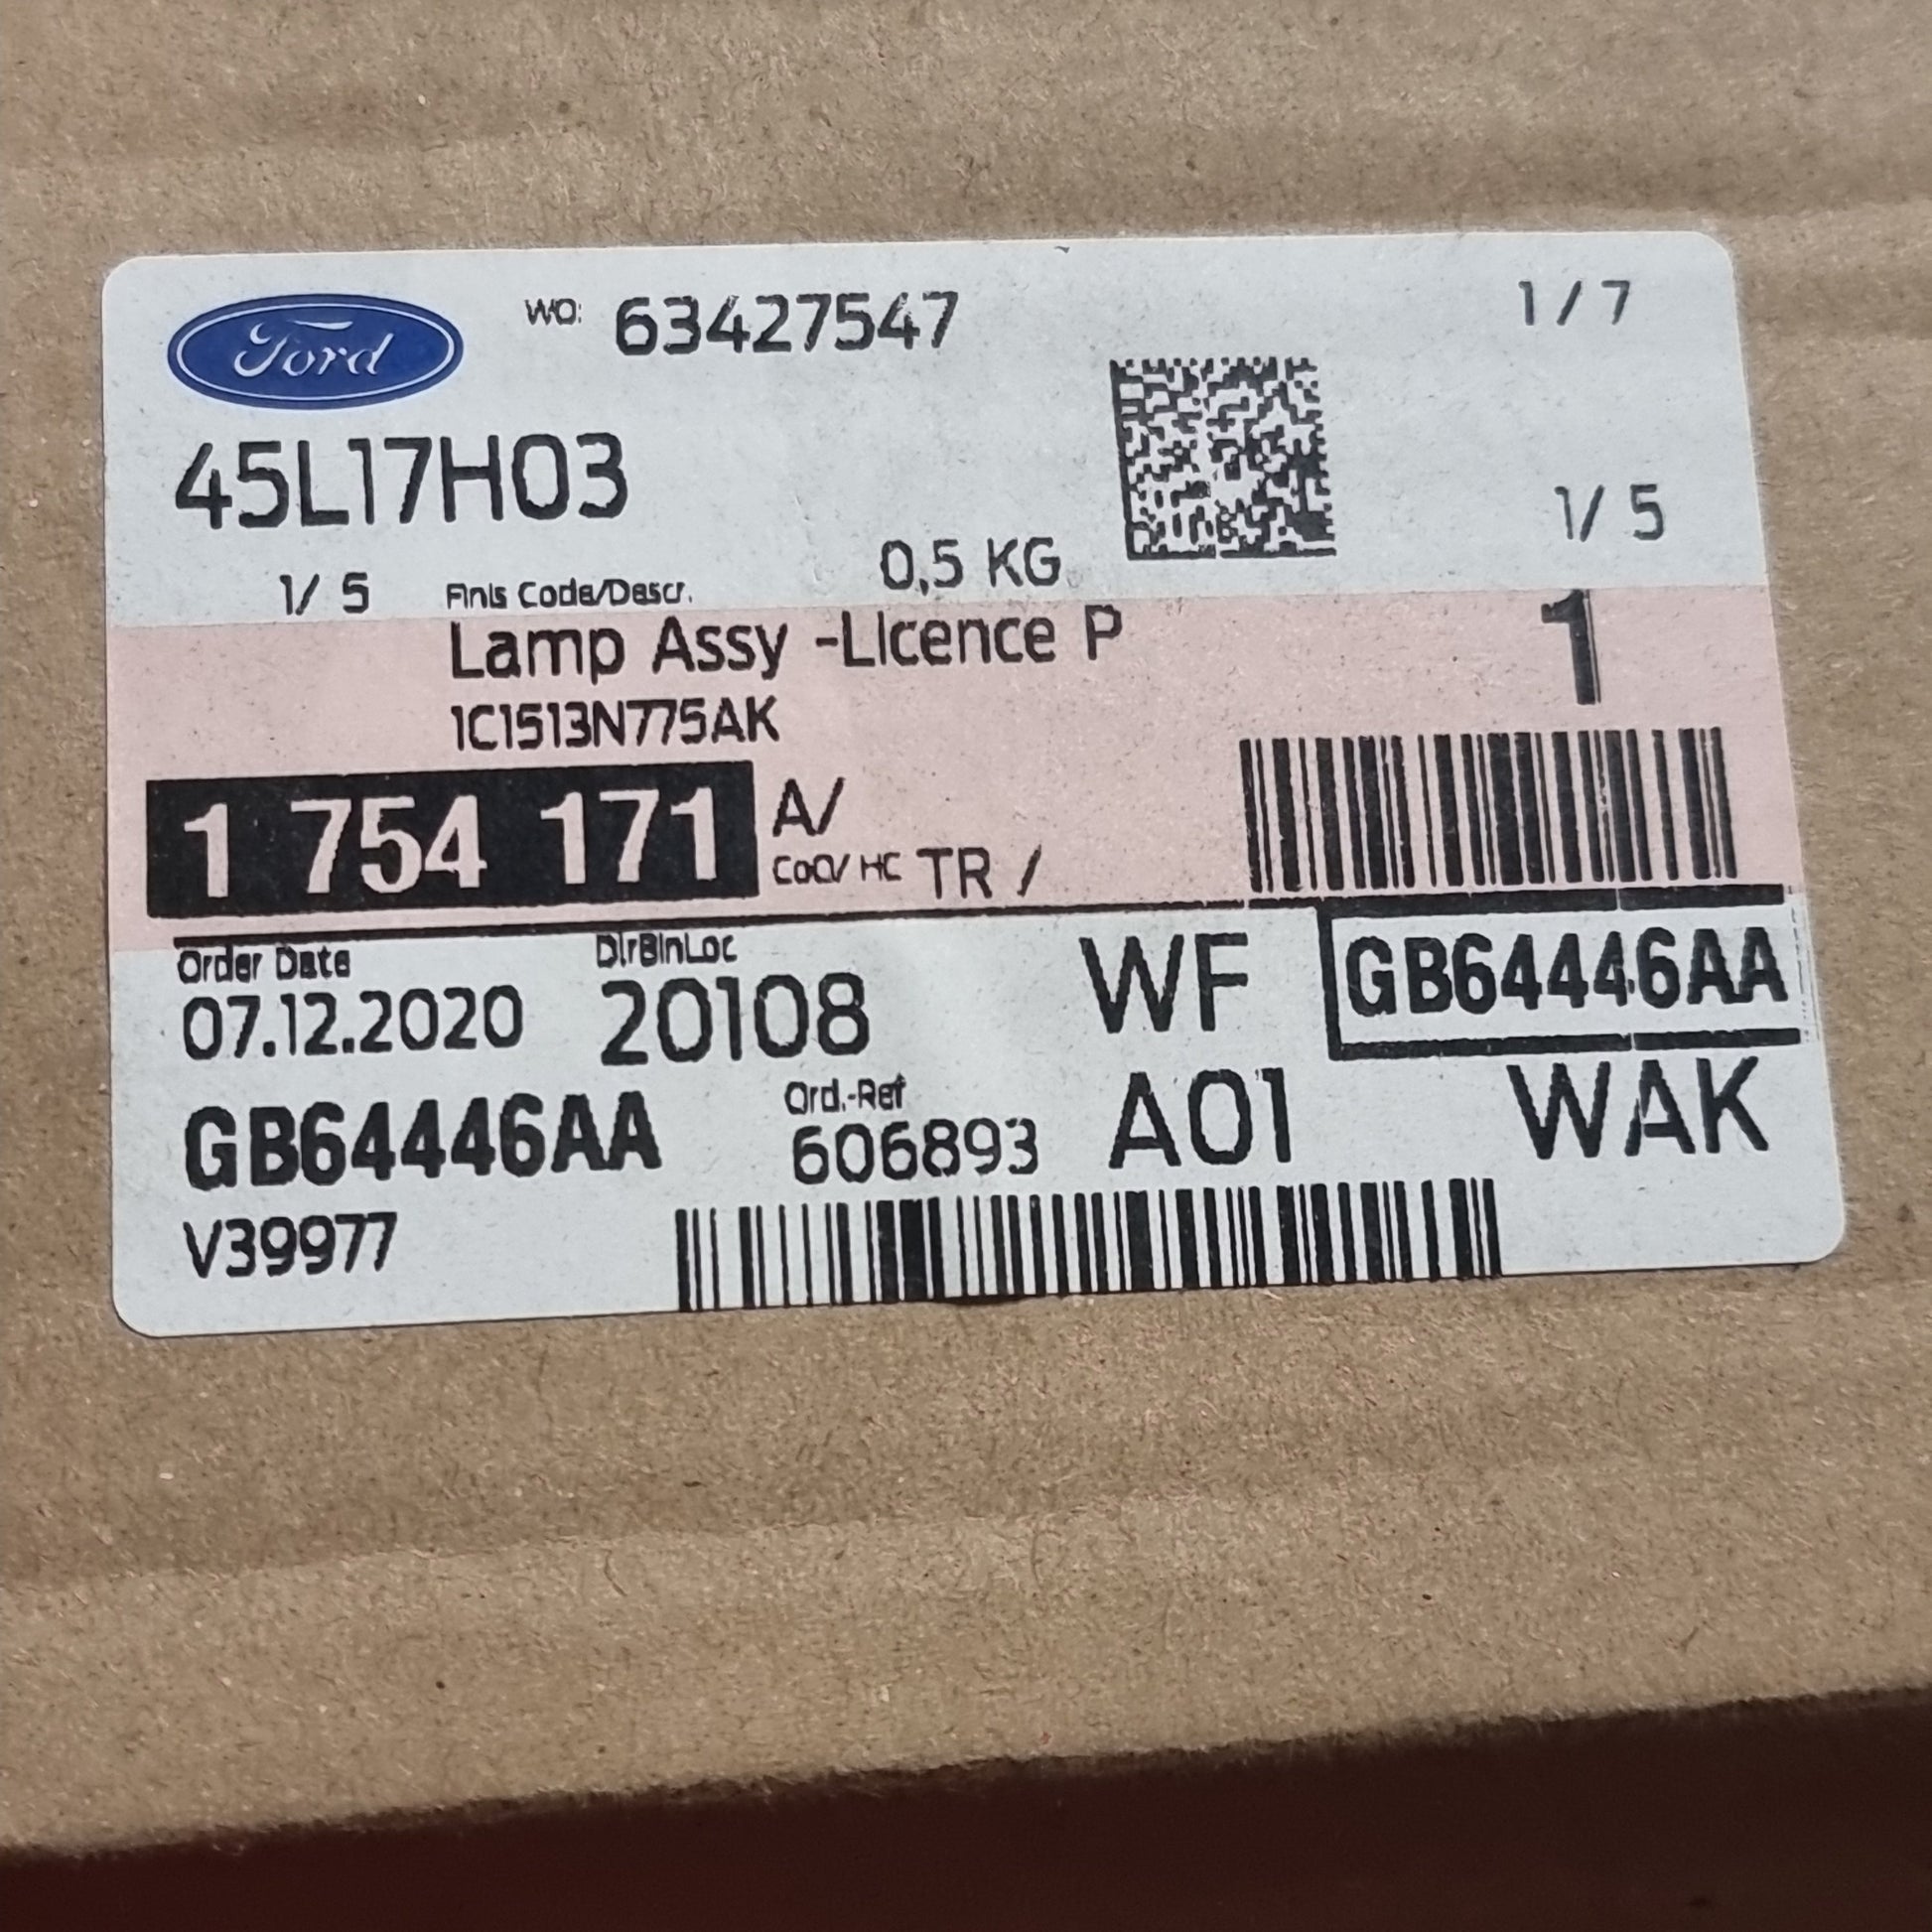 Ford WO: 63427547 1 / 7
45L17H03
1/ 5
0,5 KG
1/ 5 Finis Code/Descr.
Lamp Assy -Licence P 1
1C1513N775AK
1 754 171 A/
CoO/ HC TR /
Order Date DlrBinLoc
07.12.2020 20108 WF GB64446AA
GB64446AA Ord.-Ref 606893 A01 WAK
V39977